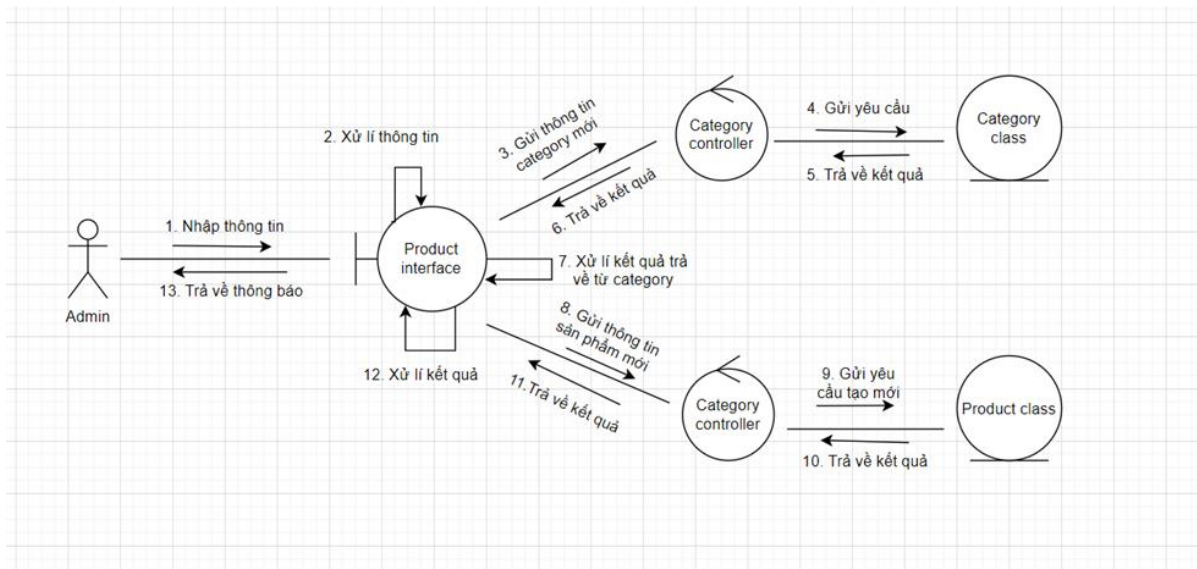 2. Xử lí thông tin
3. Gửi thông tin
category mới
Category
controller
4. Gửi yêu cầu
Category
class
5. Trả về kết quả
6. Trả về kết quả
1. Nhập thông tin
Product
interface
7. Xử lí kết quả trả
về từ category
13. Trả về thông báo
Admin
8. Gửi thông tin
sản phẩm mới
12. Xử lí kết quả
11.Trả về kết quả
Category
controller
9. Gửi yêu
cầu tạo mới
Product class
10. Trả về kết quả